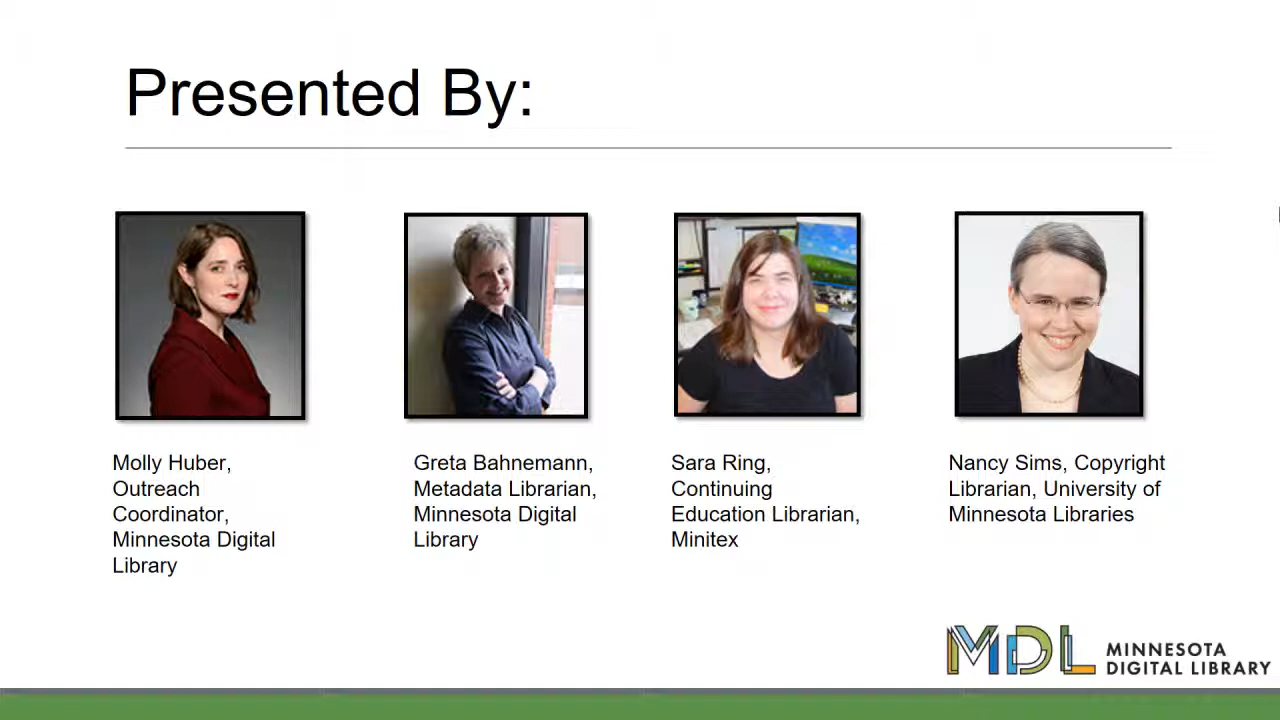 Presented By:
Molly Huber,
Outreach
Coordinator,
Minnesota Digital
Library
Greta Bahnemann,
Metadata Librarian,
Minnesota Digital
Library
Sara Ring,
Continuing
Education Librarian,
Minitex
Nancy Sims, Copyright
Librarian, University of
Minnesota Libraries
MDL
MINNESOTA
DIGITAL LIBRARY